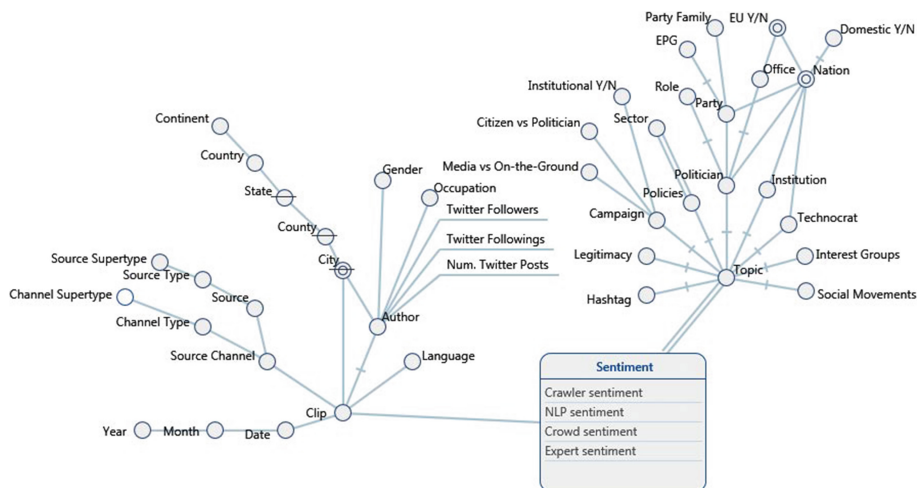 Party Family
EU Y/N
Domestic Y/N
EPG
Office
Nation
Institutional Y/N
Role
Party
Continent
Citizen vs Politician
Sector
Country
Media vs On-the-Ground
Gender
Politician
Institution
State
Occupation
Policies
Twitter Followers
Campaign
Technocrat
County
Twitter Followings
Source Supertype
City
Legitimacy
Interest Groups
Source Type
Num. Twitter Posts
Topic
Channel Supertype
Source
Hashtag
Social Movements
Channel Type
Author
Source Channel
Language
Sentiment
Crawler sentiment
NLP sentiment
Clip
Crowd sentiment
Year
Month
Date
Expert sentiment